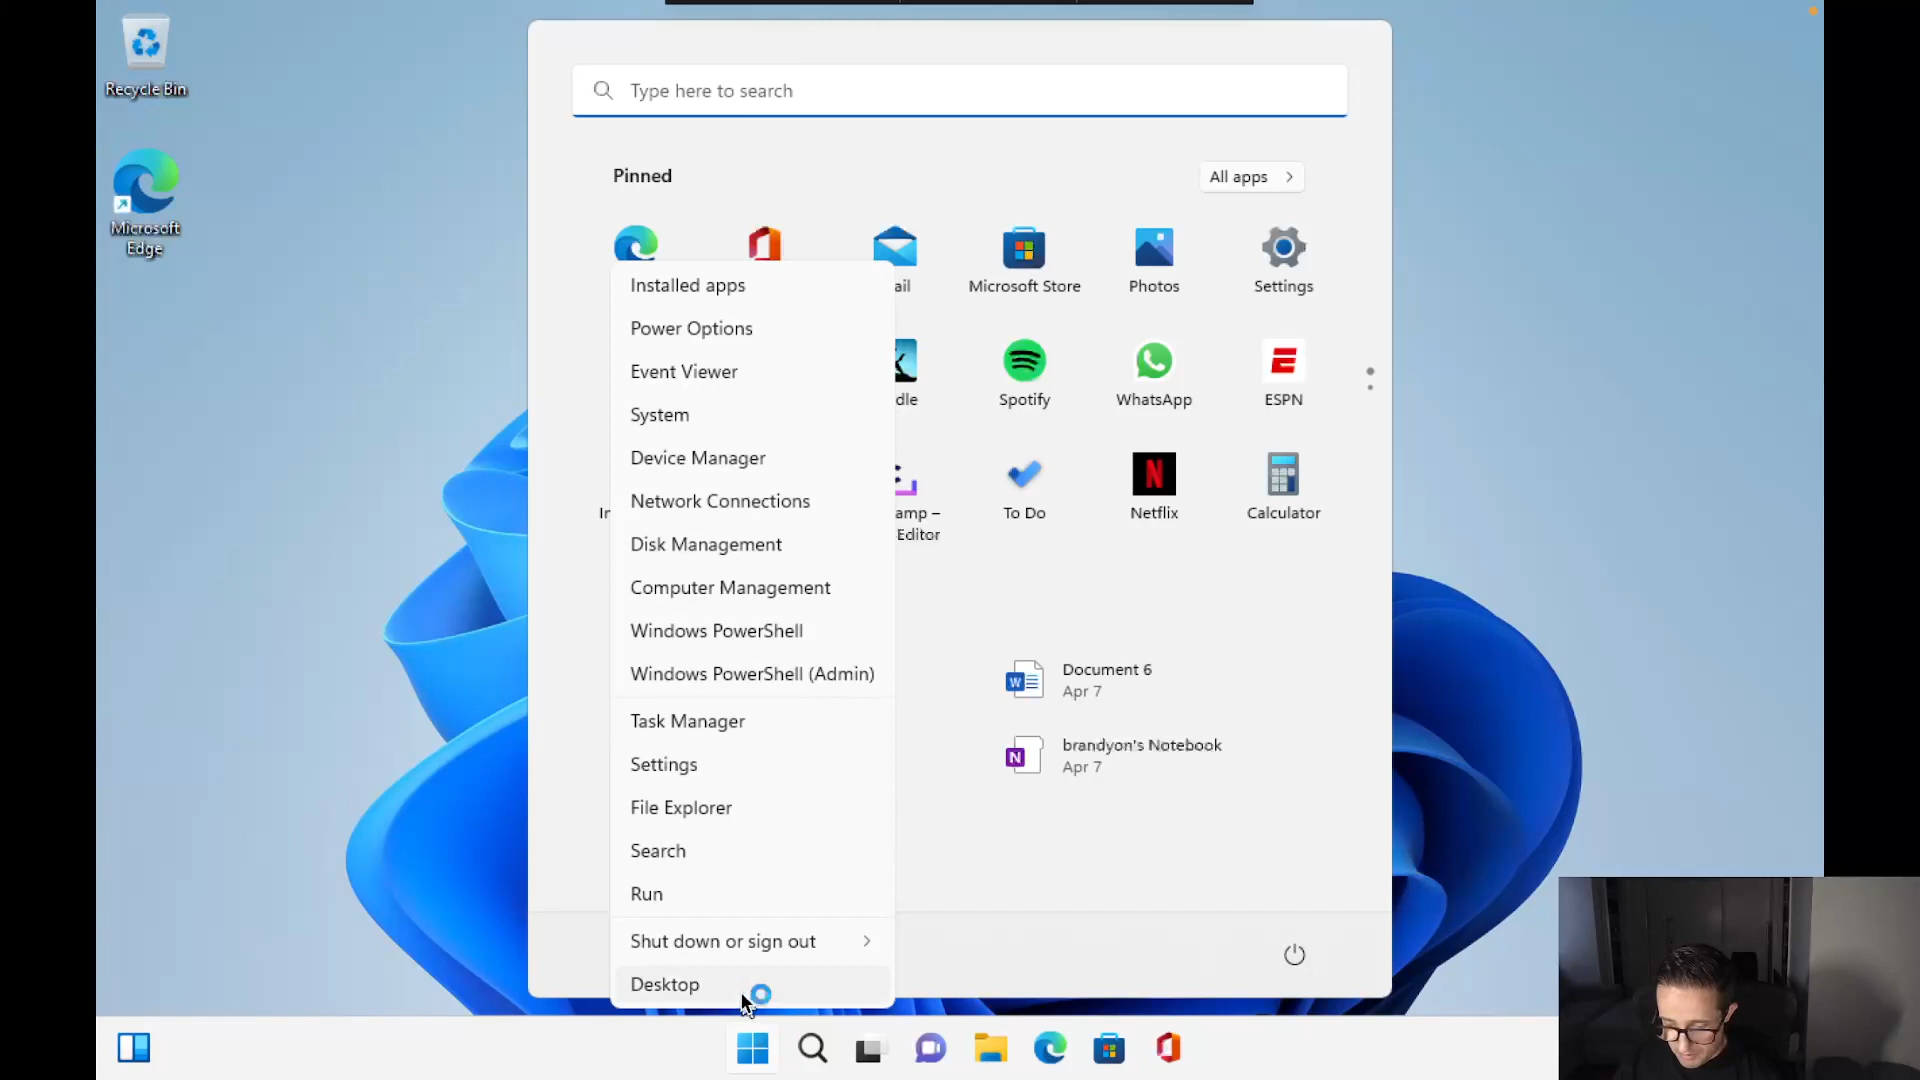 Recycle Bin
Microsoft
Edge
Type here to search
Pinned
All apps
ail
Microsoft Store
Photos
Settings
dle
Spotify
WhatsApp
ESPN
In
amp –
Editor
To Do
Netflix
Calculator
Installed apps
Power Options
Event Viewer
System
Device Manager
Network Connections
Disk Management
Computer Management
Windows PowerShell
Windows PowerShell (Admin)
Task Manager
Settings
File Explorer
Search
Run
Shut down or sign out
Desktop
Document 6
Apr 7
brandyon's Notebook
Apr 7